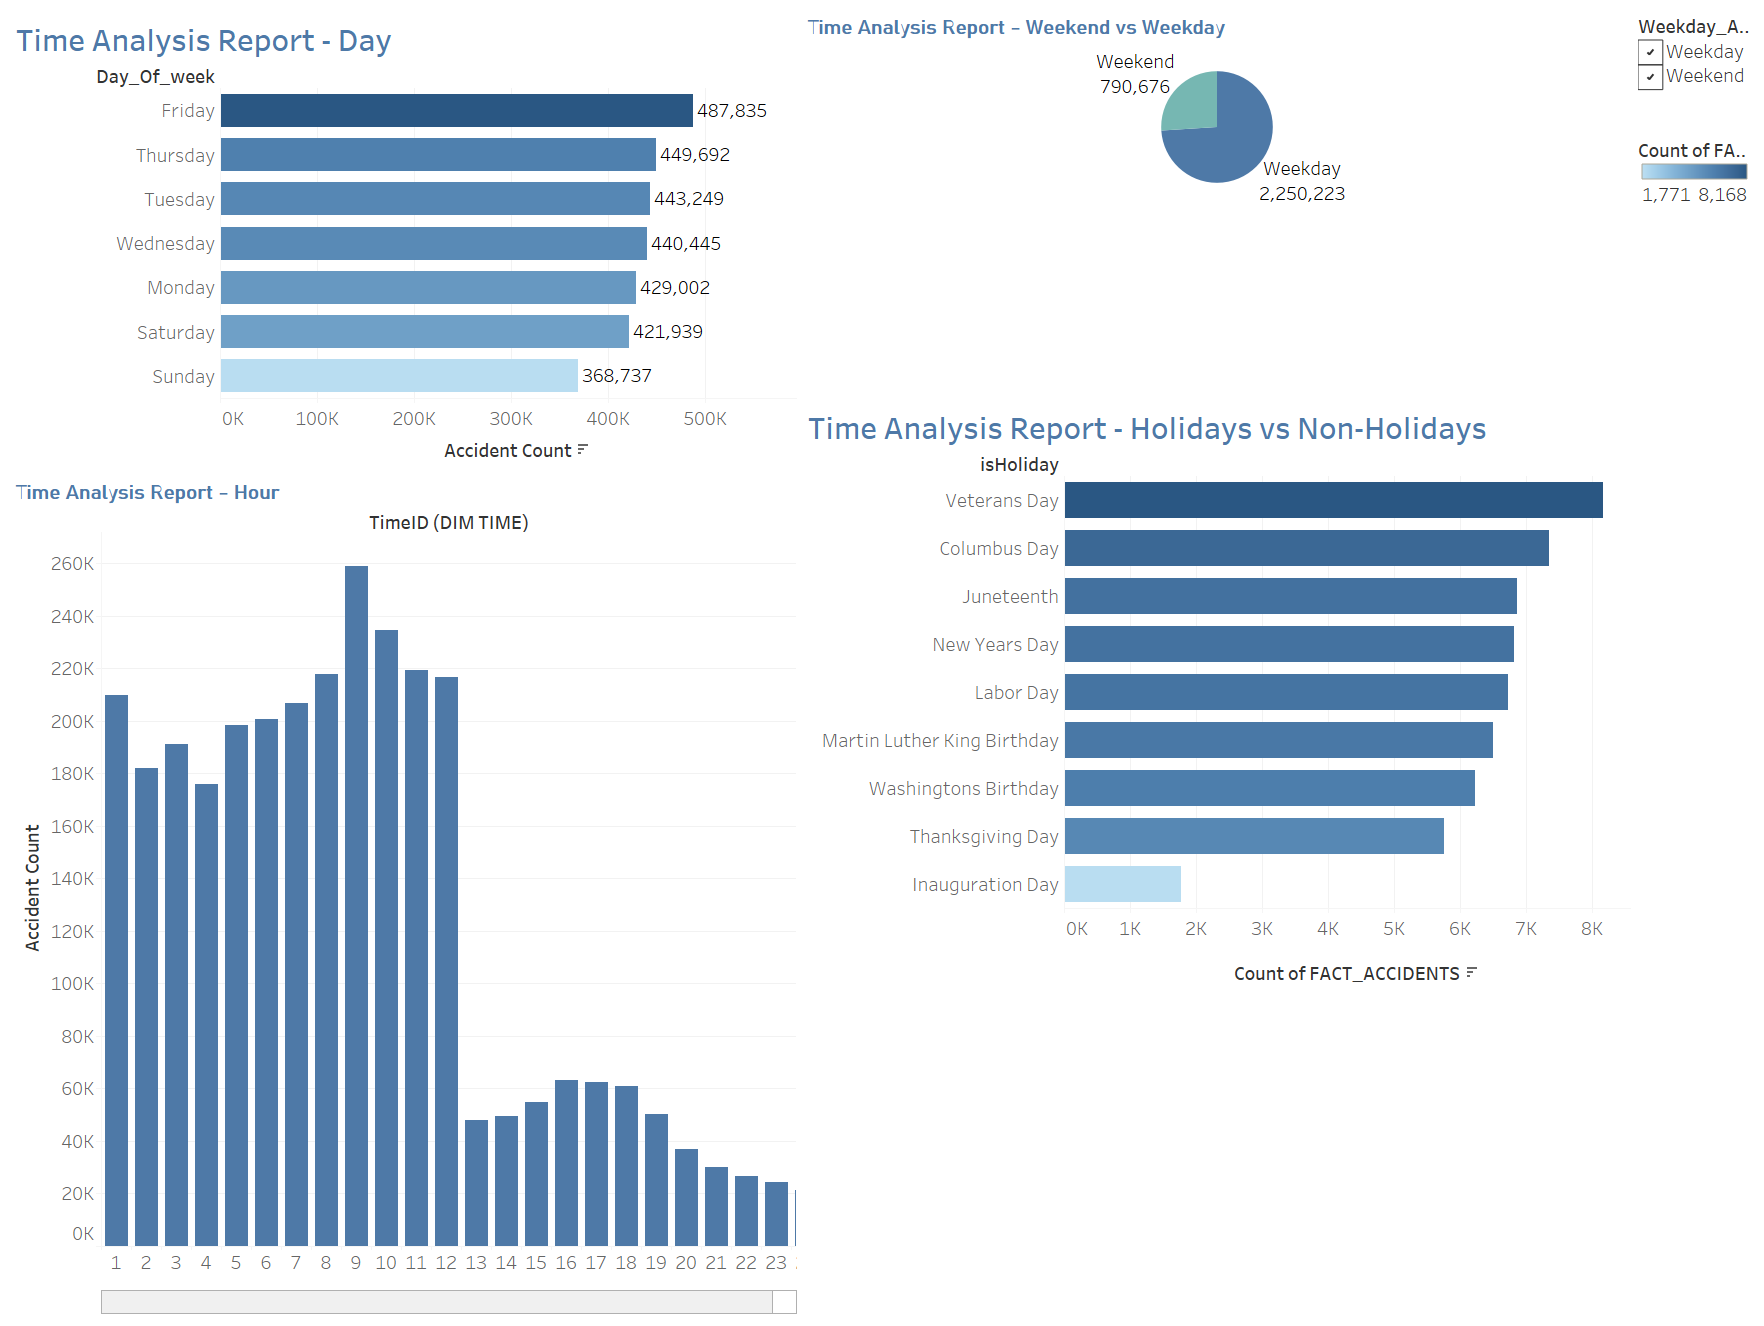 Time Analysis Report - Day
Day_Of_week
Friday 487,835
Thursday 449,692
Tuesday 443,249
Wednesday 440,445
Monday 429,002
Saturday 421,939
Sunday 368,737
0K 100K 200K 300K 400K 500K
Accident Count
Time Analysis Report – Weekend vs Weekday
Weekend
790,676
Weekday
2,250,223
Weekday_A..
Weekday
Weekend
Count of FA..
1,771 8,168
Time Analysis Report – Hour
TimeID (DIM TIME)
260K
240K
220K
200K
180K
160K
140K
120K
100K
80K
60K
40K
20K
0K
Accident Count
1 2 3 4 5 6 7 8 9 10 11 12 13 14 15 16 17 18 19 20 21 22 23
Time Analysis Report - Holidays vs Non-Holidays
isHoliday
Veterans Day
Columbus Day
Juneteenth
New Years Day
Labor Day
Martin Luther King Birthday
Washingtons Birthday
Thanksgiving Day
Inauguration Day
0K 1K 2K 3K 4K 5K 6K 7K 8K
Count of FACT_ACCIDENTS